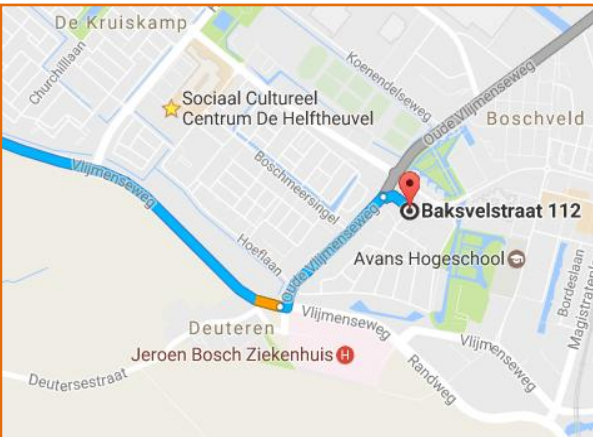 De Kruiskamp
Churchilllaan
Koenendelseweg
Oude Vlijmenseweg
Boschveld
Sociaal Cultureel
Centrum De Helftheuvel
Vlijmenseweg
Boschmeersingel
Baksvelstraat 112
Hoeflaan
Oude Vlijmenseweg
Avans Hogeschool
Bordeslaan
Magistratenl
Deuteren
Vlijmenseweg
Vlijmenseweg
Jeroen Bosch Ziekenhuis H
Randweg
Deutersestraat